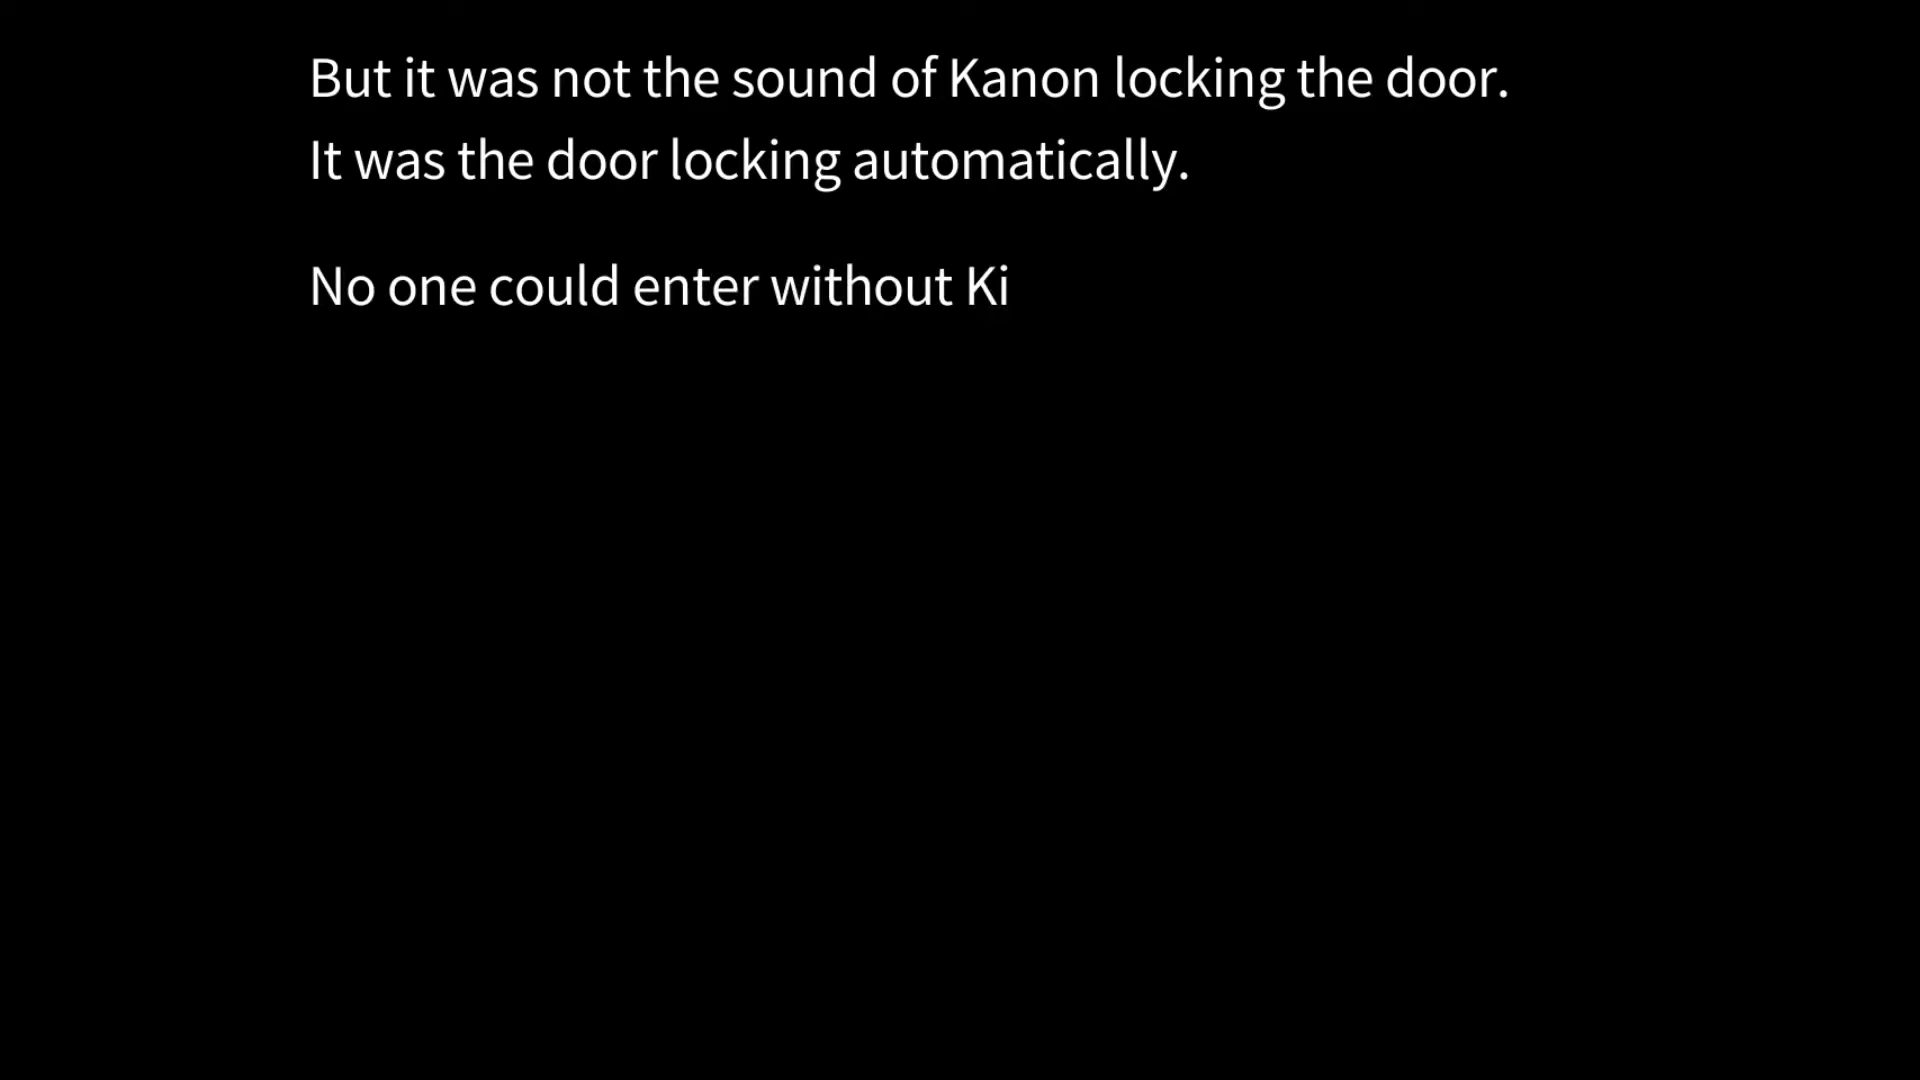 But it was not the sound of Kanon locking the door.
It was the door locking automatically.
No one could enter without Ki